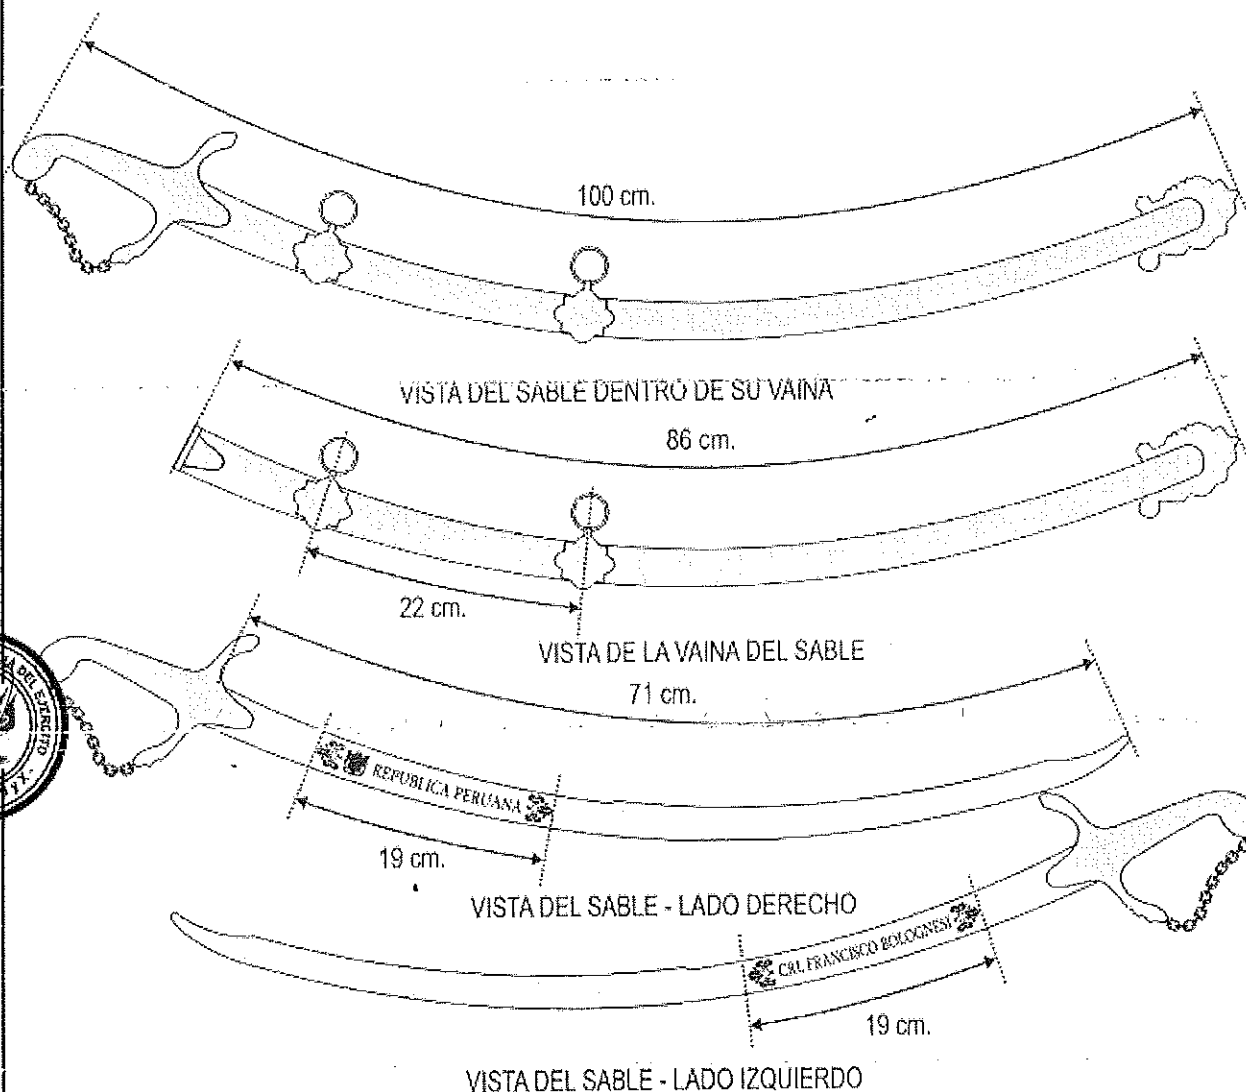 100 cm.
VISTA DEL SABLE DENTRO DE SU VAINA
86 cm.
22 cm.
VISTA DE LA VAINA DEL SABLE
71 cm.
REPUBLICA PERUANA
19 cm.
VISTA DEL SABLE - LADO DERECHO
CRL FRANCISCO BOLOGNESI
19 cm.
VISTA DEL SABLE - LADO IZQUIERDO
DEL EJERCITO